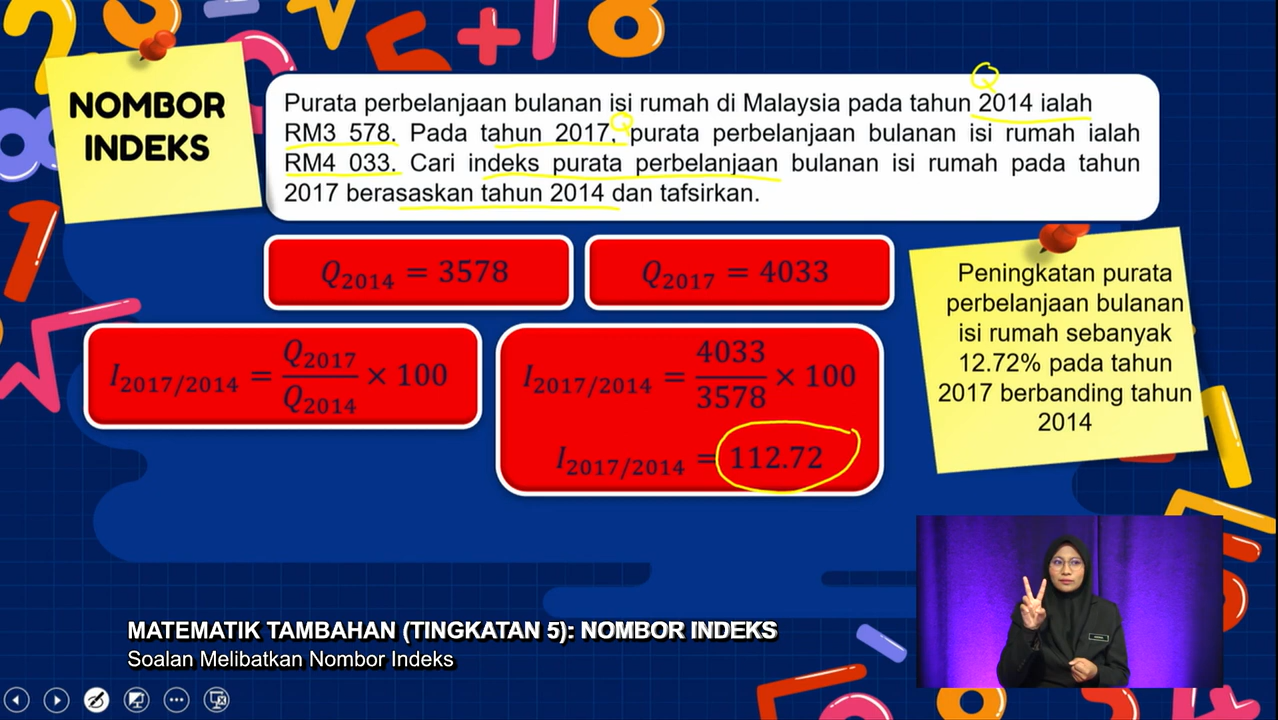 NOMBOR
INDEKS
Q
Purata perbelanjaan bulanan isi rumah di Malaysia pada tahun 2014 ialah
RM3 578. Pada tahun 2017, purata perbelanjaan bulanan isi rumah ialah
Q
RM4 033. Cari indeks purata perbelanjaan bulanan isi rumah pada tahun
2017 berasaskan tahun 2014 dan tafsirkan.
Q₂₀₁₄ = 3578
Q₂₀₁₇ = 4033
I₂₀₁₇/₂₀₁₄ = Q₂₀₁₇/Q₂₀₁₄ × 100
I₂₀₁₇/₂₀₁₄ = 4033/3578 × 100
I₂₀₁₇/₂₀₁₄ = 112.72
Peningkatan purata
perbelanjaan bulanan
isi rumah sebanyak
12.72% pada tahun
2017 berbanding tahun
2014
MATEMATIK TAMBAHAN (TINGKATAN 5): NOMBOR INDEKS
Soalan Melibatkan Nombor Indeks